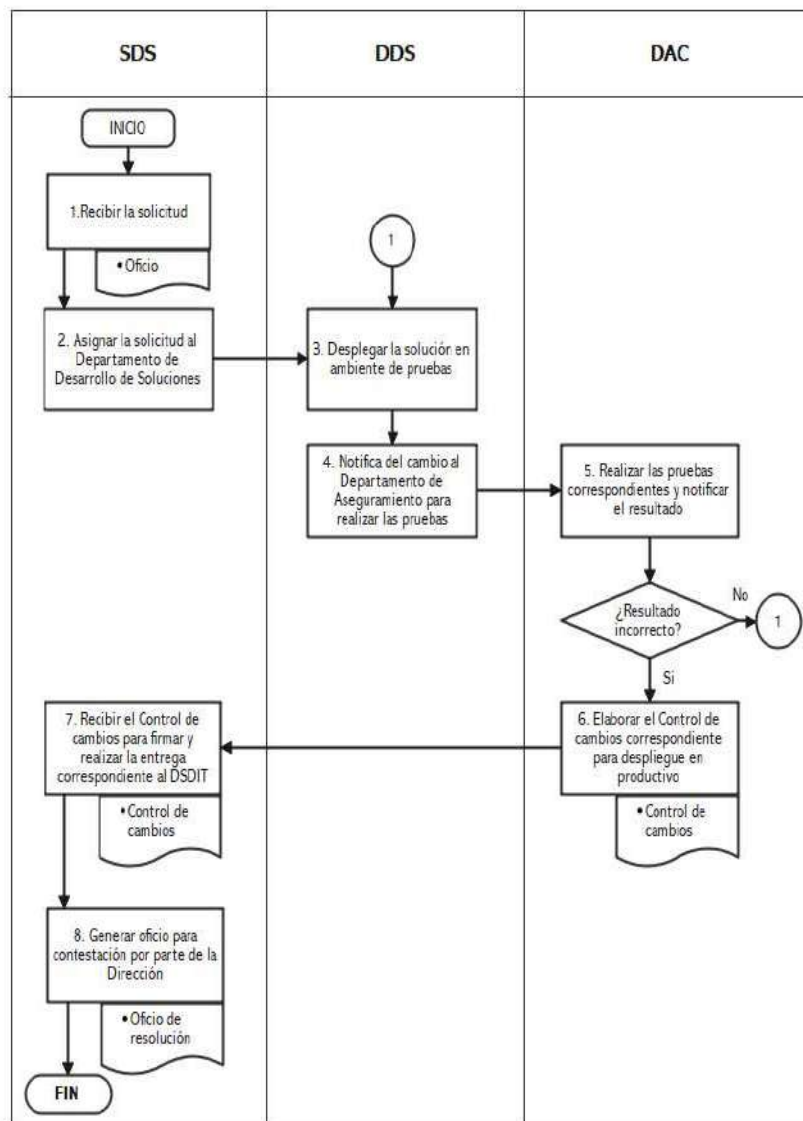 SDS
DDS
DAC
INICIO
1.Recibir la solicitud
• Oficio
1
2. Asignar la solicitud al
Departamento de
Desarrollo de Soluciones
3. Desplegar la solución en
ambiente de pruebas
4. Notifica del cambio al
Departamento de
Aseguramiento para
realizar las pruebas
5. Realizar las pruebas
correspondientes y notificar
el resultado
¿Resultado
incorrecto?
No
1
Si
6. Elaborar el Control de
cambios correspondiente
para despliegue en
productivo
• Control de
cambios
7. Recibir el Control de
cambios para firmar y
realizar la entrega
correspondiente al DSDIT
• Control de
cambios
8. Generar oficio para
contestación por parte de la
Dirección
• Oficio de
resolución
FIN